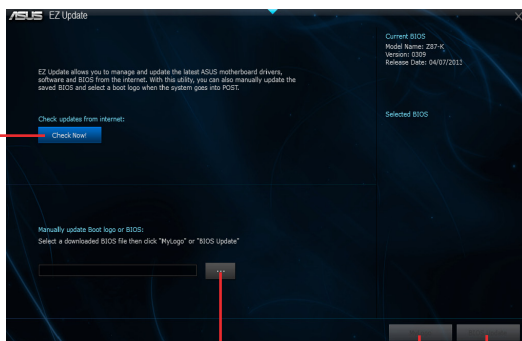 ASUS EZ Update
Current BIOS
Model Name: Z87-K
Version: 0309
Release Date: 04/07/2013
EZ Update allows you to manage and update the latest ASUS motherboard drivers,
software and BIOS from the internet. With this utility, you can also manually update the
saved BIOS and select a boot logo when the system goes into POST.
Check updates from internet:
Selected BIOS
Check Now!
Manually update Boot logo or BIOS:
Select a downloaded BIOS file then click "MyLogo" or "BIOS Update"
...